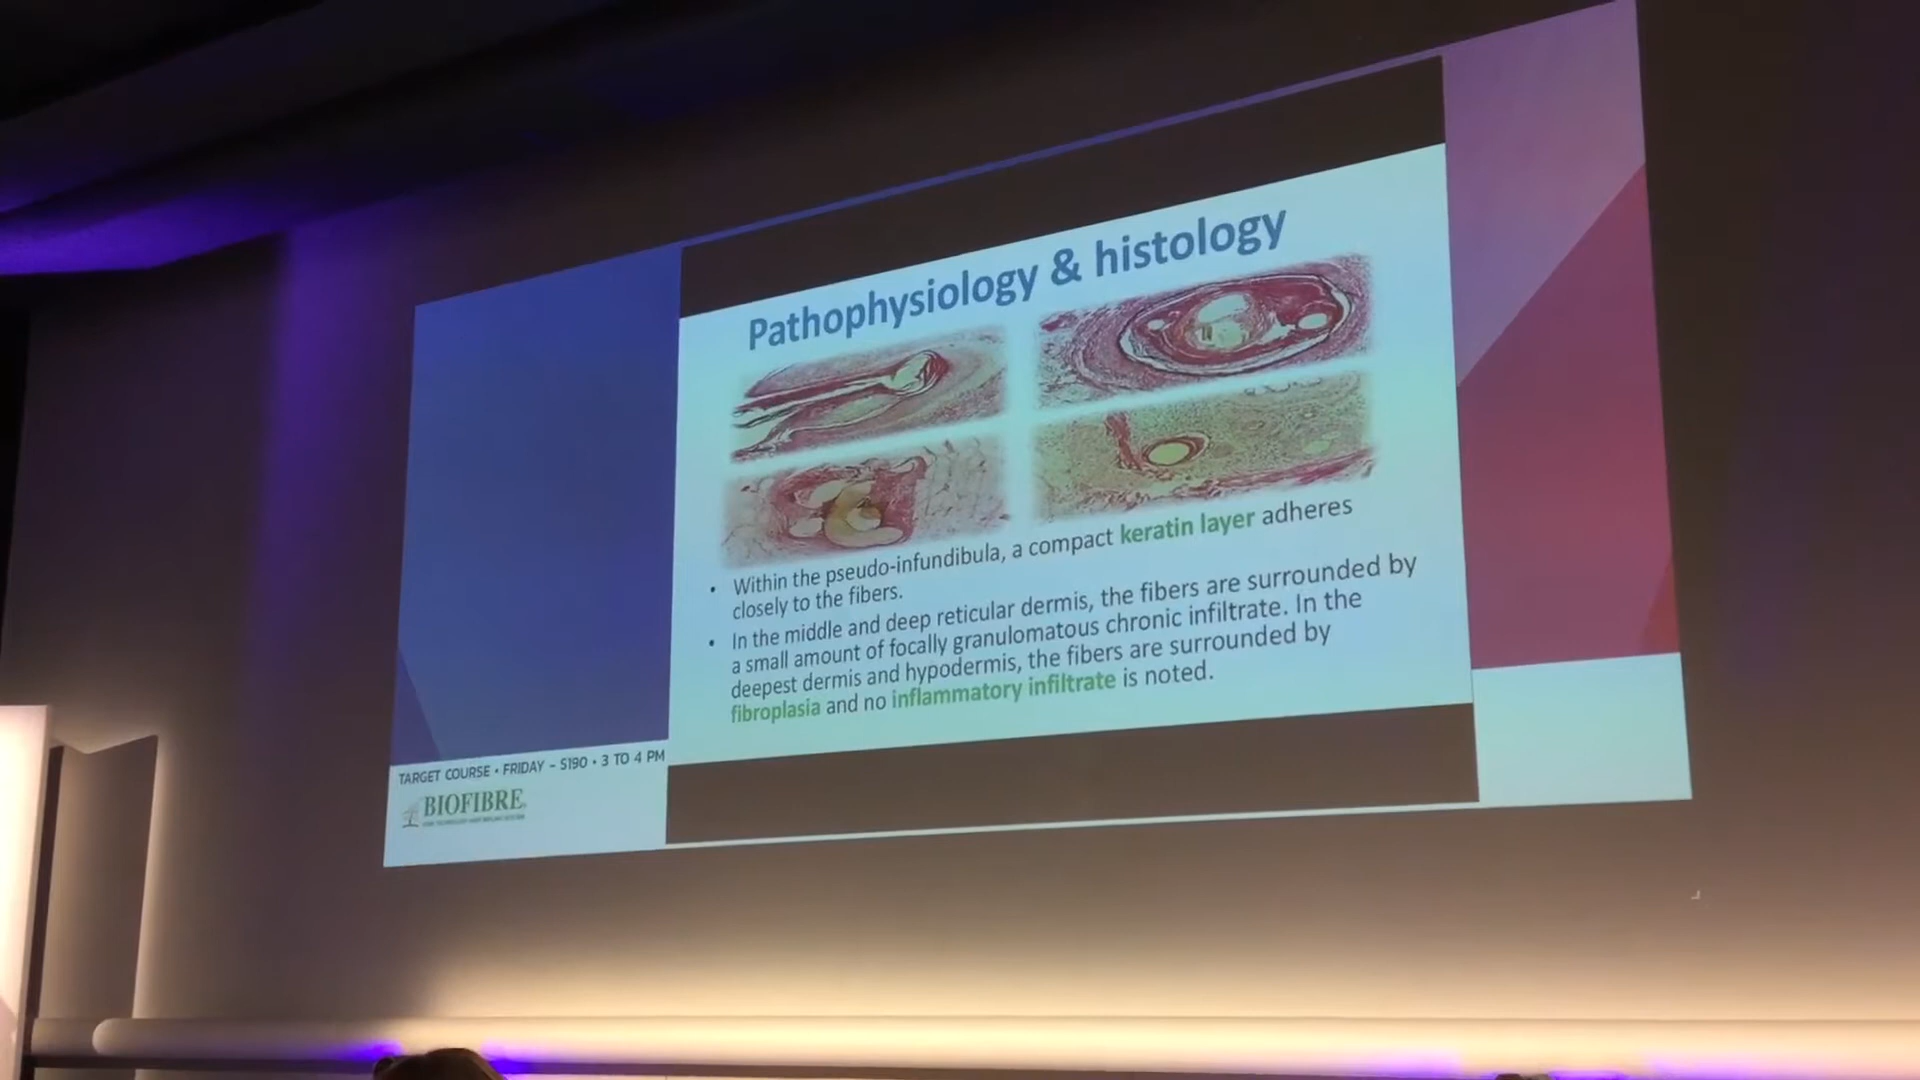 Pathophysiology & histology
• Within the pseudo-infundibula, a compact keratin layer adheres
closely to the fibers.
• In the middle and deep reticular dermis, the fibers are surrounded by
a small amount of focally granulomatous chronic infiltrate. In the
deepest dermis and hypodermis, the fibers are surrounded by
fibroplasia and no inflammatory infiltrate is noted.
TARGET COURSE • FRIDAY - S190 • 3 TO 4 PM
BIOFIBRE